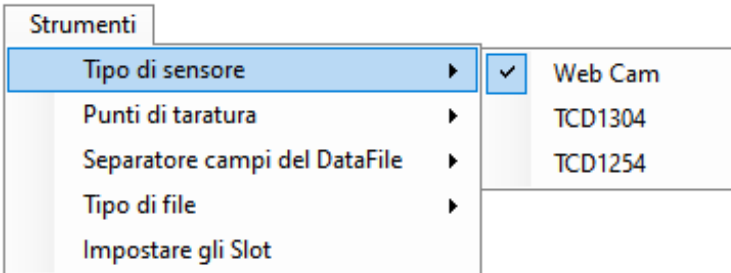 Strumenti
Tipo di sensore
Web Cam
Punti di taratura
TCD1304
Separatore campi del DataFile
TCD1254
Tipo di file
Impostare gli Slot